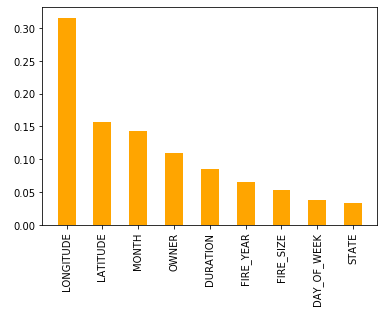 0.30
0.25
0.20
0.15
0.10
0.05
0.00
LONGITUDE
LATITUDE
MONTH
OWNER
DURATION
FIRE_YEAR
FIRE_SIZE
DAY_OF_WEEK
STATE